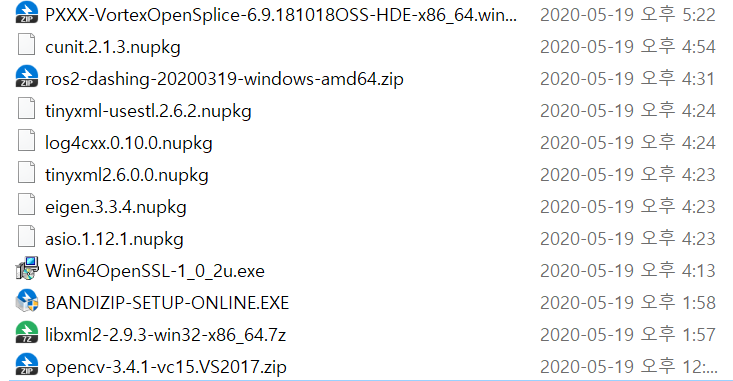 PXXX-VortexOpenSplice-6.9.181018OSS-HDE-x86_64.win... 2020-05-19 오후 5:22
cunit.2.1.3.nupkg 2020-05-19 오후 4:54
ros2-dashing-20200319-windows-amd64.zip 2020-05-19 오후 4:31
tinyxml-usestl.2.6.2.nupkg 2020-05-19 오후 4:24
log4cxx.0.10.0.nupkg 2020-05-19 오후 4:24
tinyxml2.6.0.0.nupkg 2020-05-19 오후 4:23
eigen.3.3.4.nupkg 2020-05-19 오후 4:23
asio.1.12.1.nupkg 2020-05-19 오후 4:23
Win64OpenSSL-1_0_2u.exe 2020-05-19 오후 4:13
BANDIZIP-SETUP-ONLINE.EXE 2020-05-19 오후 1:58
libxml2-2.9.3-win32-x86_64.7z 2020-05-19 오후 1:57
opencv-3.4.1-vc15.VS2017.zip 2020-05-19 오후 12:...